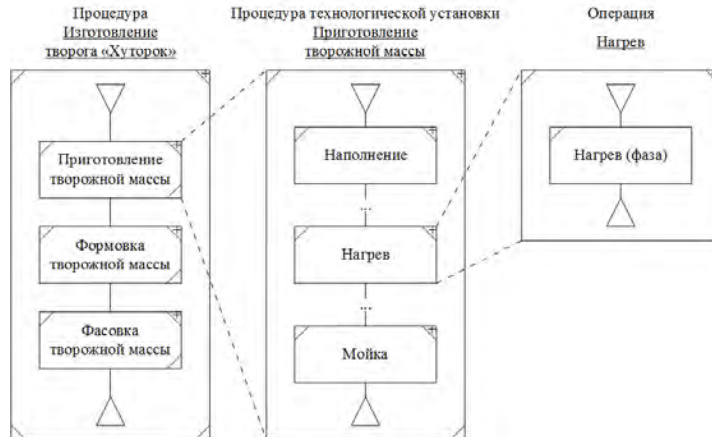 Процедура
Изготовление
творога «Хуторок»
Приготовление
творожной массы
Формовка
творожной массы
Фасовка
творожной массы
Процедура технологической установки
Приготовление
творожной массы
Наполнение
...
Нагрев
...
Мойка
Операция
Нагрев
Нагрев (фаза)